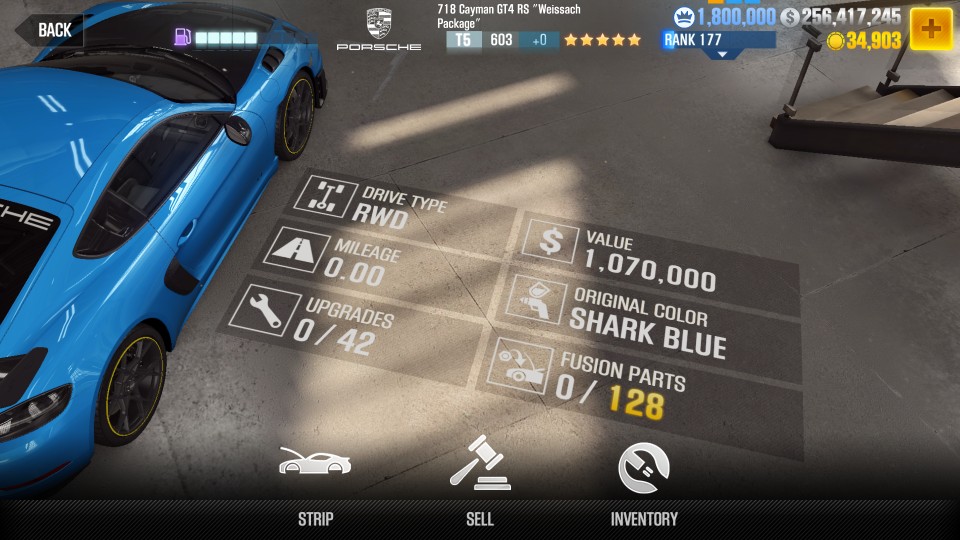 BACK
PORSCHE
718 Cayman GT4 RS "Weissach
Package"
T5 603 +0
1,800,000
256,417,245
RANK 177
34,903
DRIVE TYPE
RWD
MILEAGE
0.00
UPGRADES
0 / 42
VALUE
1,070,000
ORIGINAL COLOR
SHARK BLUE
FUSION PARTS
0 / 128
STRIP
SELL
INVENTORY